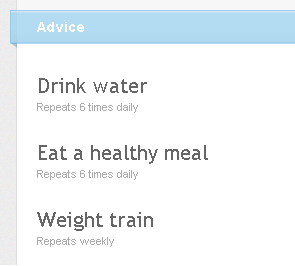 Advice
Drink water
Repeats 6 times daily
Eat a healthy meal
Repeats 6 times daily
Weight train
Repeats weekly